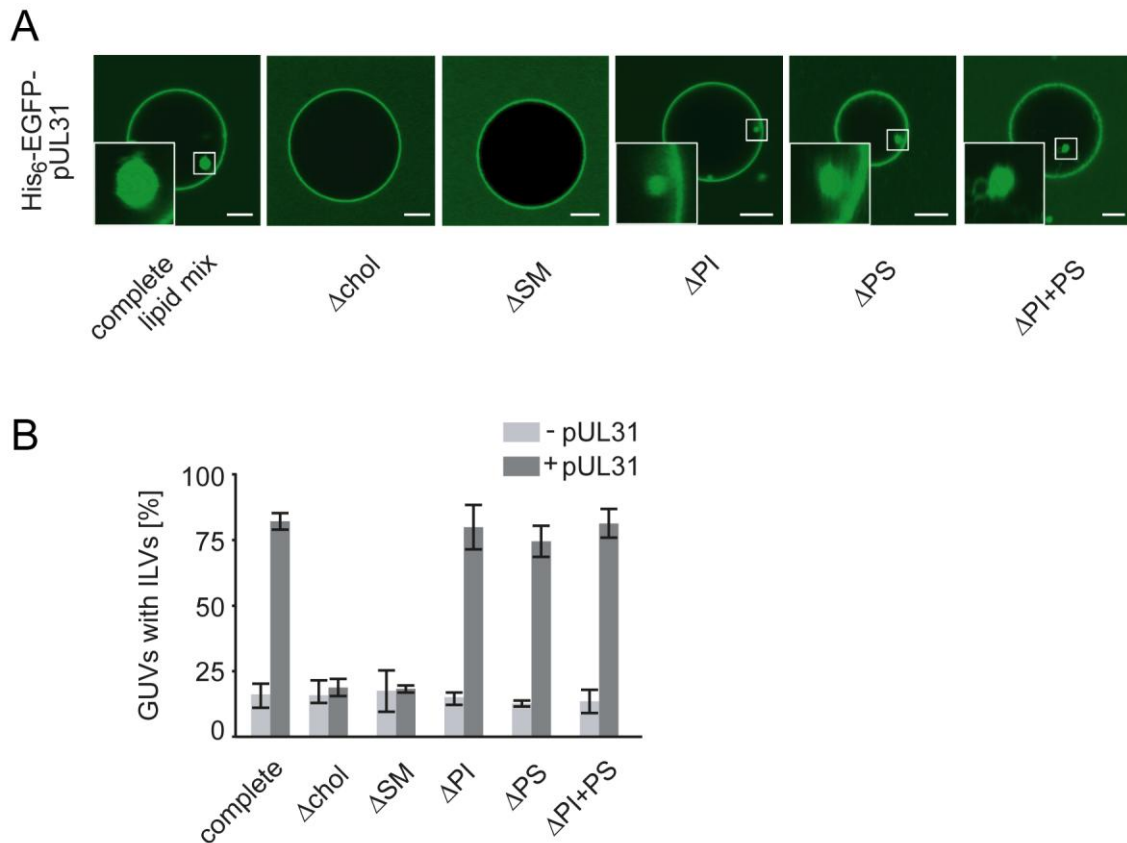 A
His6-EGFP-
pUL31
complete
lipid mix
Δchol
ΔSM
ΔPI
ΔPS
ΔPI+PS
B
- pUL31
+ pUL31
GUVs with ILVs [%]
100
75
50
25
0
complete
Δchol
ΔSM
ΔPI
ΔPS
ΔPI+PS